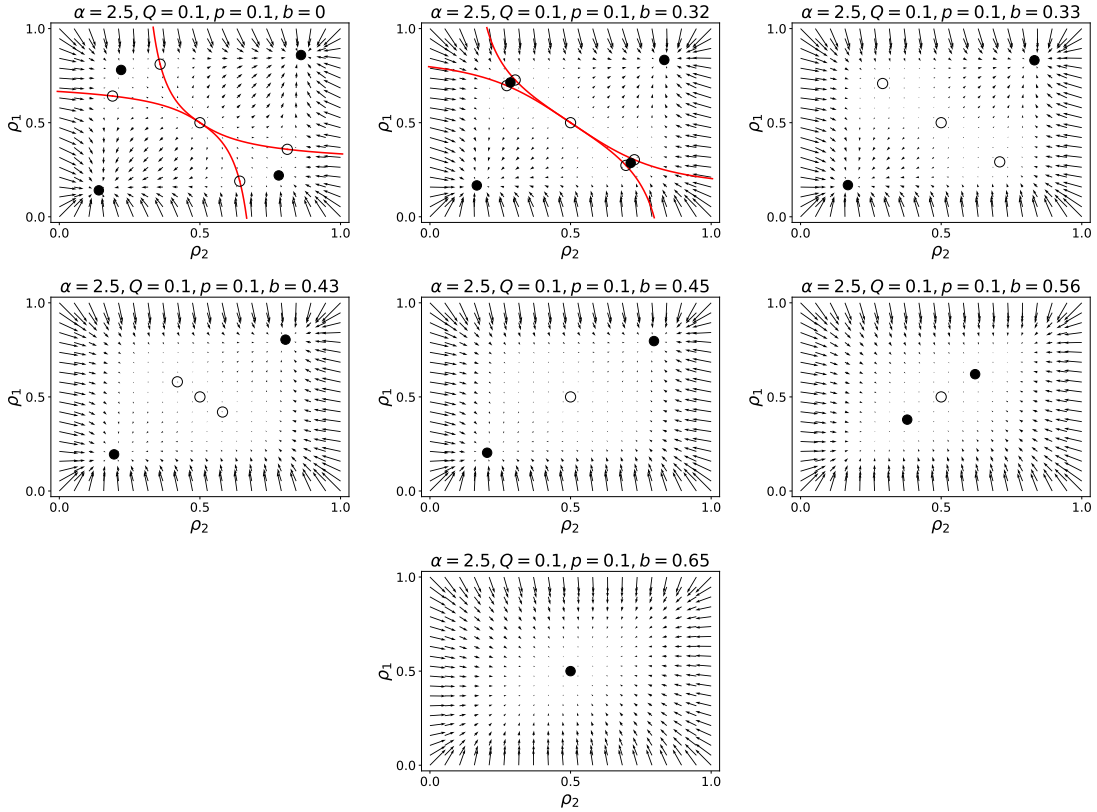 α = 2.5, Q = 0.1, p = 0.1, b = 0
1.0
ρ₁
0.5
0.0
0.0 0.5 1.0
ρ₂
α = 2.5, Q = 0.1, p = 0.1, b = 0.32
1.0
ρ₁
0.5
0.0
0.0 0.5 1.0
ρ₂
α = 2.5, Q = 0.1, p = 0.1, b = 0.33
1.0
ρ₁
0.5
0.0
0.0 0.5 1.0
ρ₂
α = 2.5, Q = 0.1, p = 0.1, b = 0.43
1.0
ρ₁
0.5
0.0
0.0 0.5 1.0
ρ₂
α = 2.5, Q = 0.1, p = 0.1, b = 0.45
1.0
ρ₁
0.5
0.0
0.0 0.5 1.0
ρ₂
α = 2.5, Q = 0.1, p = 0.1, b = 0.56
1.0
ρ₁
0.5
0.0
0.0 0.5 1.0
ρ₂
α = 2.5, Q = 0.1, p = 0.1, b = 0.65
1.0
ρ₁
0.5
0.0
0.0 0.5 1.0
ρ₂